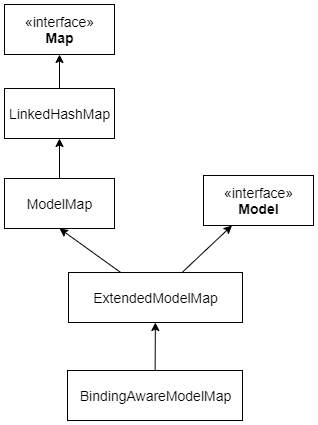 «interface»
Map
LinkedHashMap
ModelMap
«interface»
Model
ExtendedModelMap
BindingAwareModelMap